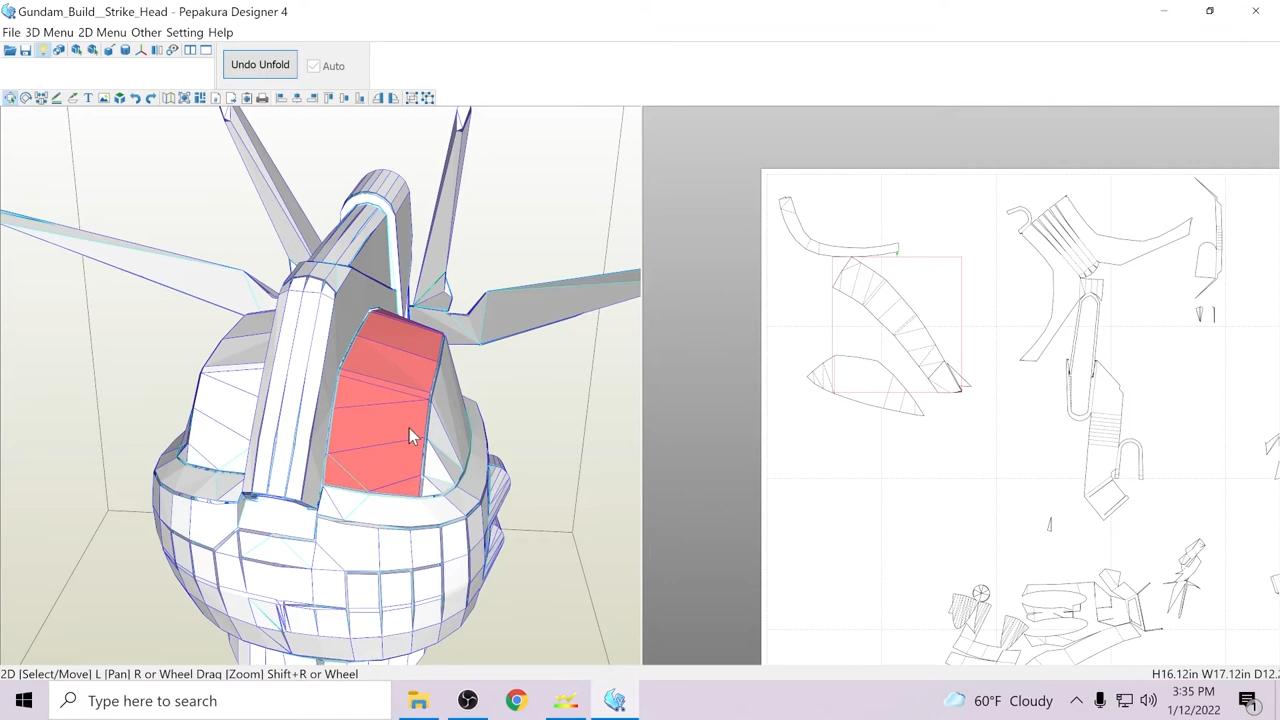 Gundam_Build__Strike_Head - Pepakura Designer 4
File 3D Menu 2D Menu Other Setting Help
Undo Unfold
Auto
2D [Select/Move] L [Pan] R or Wheel Drag [Zoom] Shift+R or Wheel
H16.12in W17.12in D12.
Type here to search
60°F Cloudy
3:35 PM
1/12/2022
1